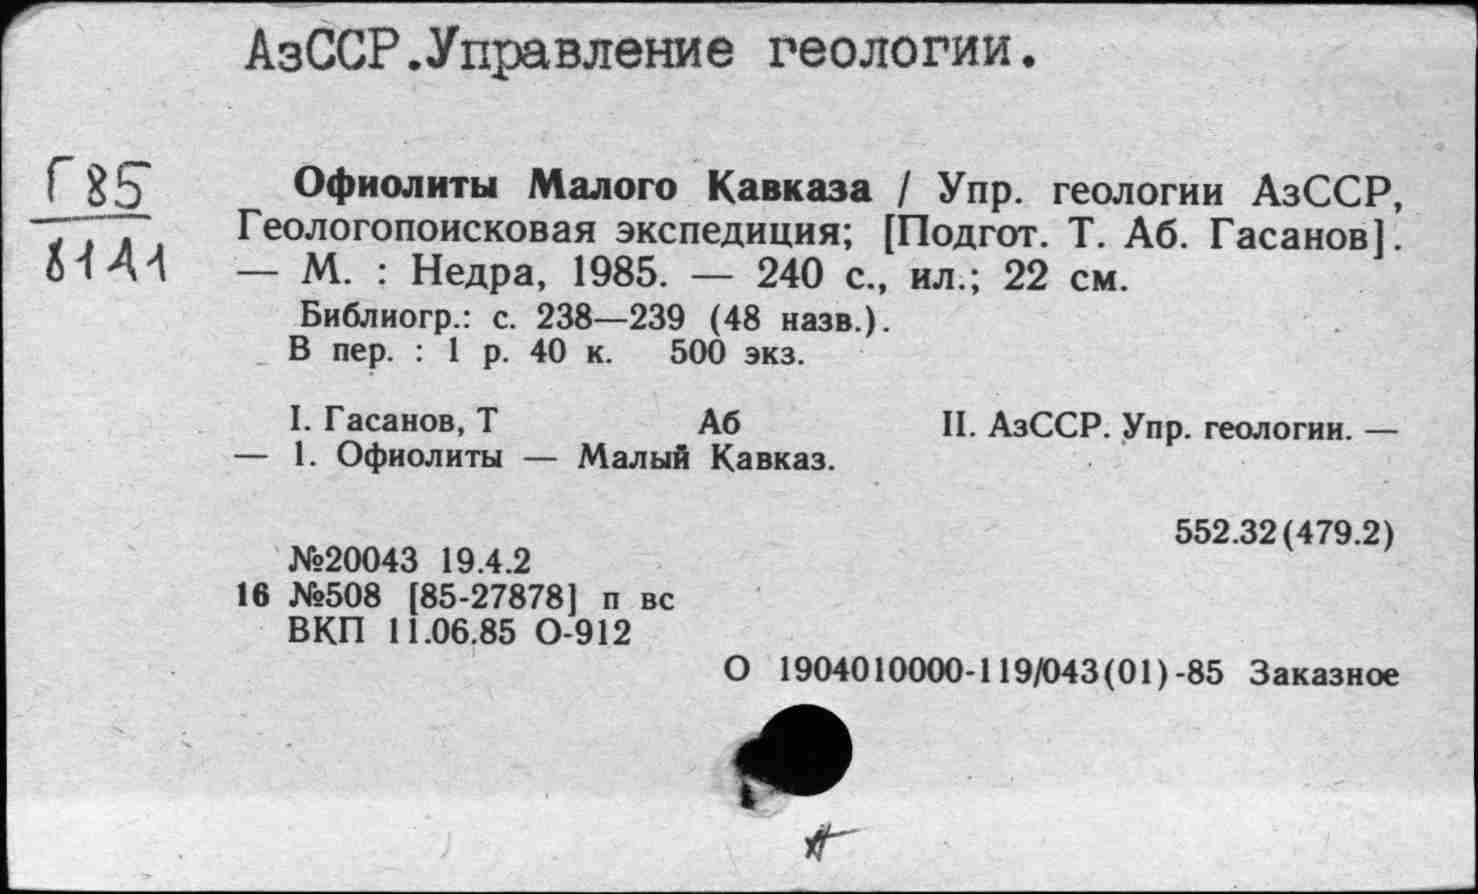 АзССР.Управление геологии.
Г 85
81А1
Офиолиты Малого Кавказа / Упр. геологии АзССР,
Геологопоисковая экспедиция; [Подгот. Т. Аб. Гасанов].
— М. : Недра, 1985. — 240 с., ил.; 22 см.
Библиогр.: с. 238—239 (48 назв.).
В пер. : 1 р. 40 к. 500 экз.
I. Гасанов, Т Аб II. АзССР. Упр. геологии. —
— 1. Офиолиты — Малый Кавказ.
552.32(479.2)
№20043 19.4.2
16 №508 [85-27878] п вс
ВКП 11.06.85 О-912
О 1904010000-119/043(01)-85 Заказное